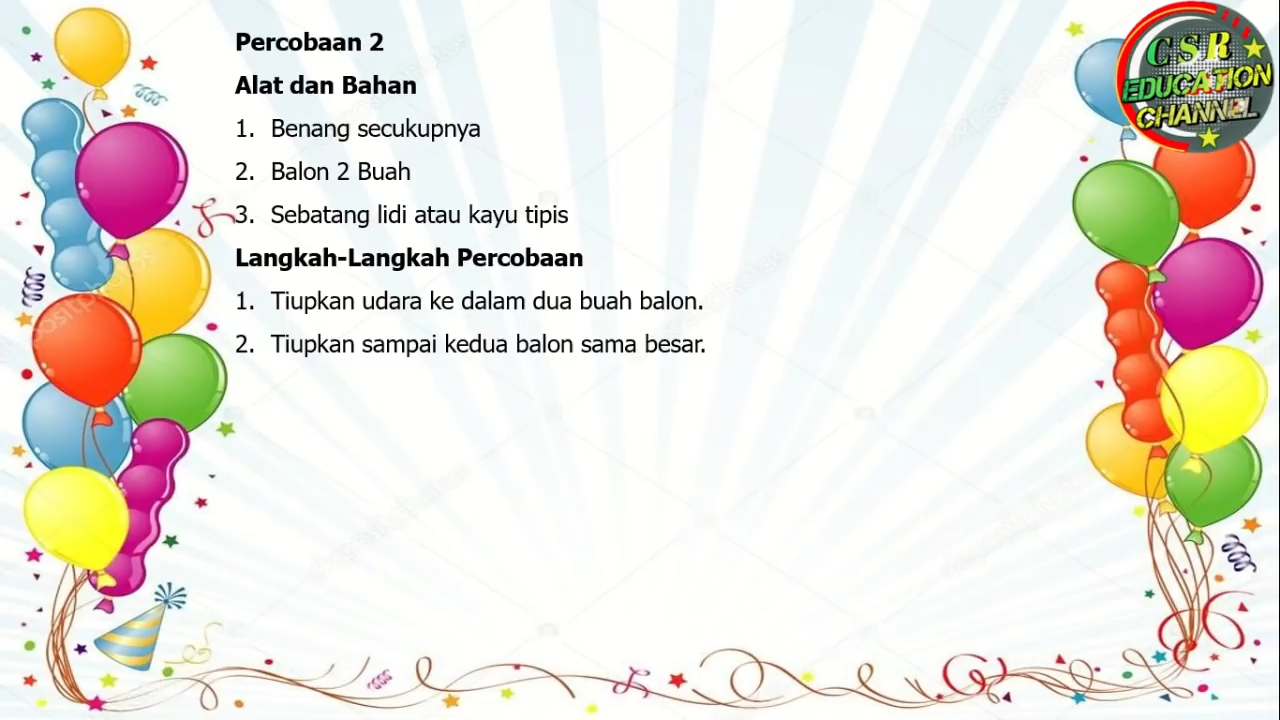 Percobaan 2
Alat dan Bahan
1. Benang secukupnya
2. Balon 2 Buah
3. Sebatang lidi atau kayu tipis
Langkah-Langkah Percobaan
1. Tiupkan udara ke dalam dua buah balon.
2. Tiupkan sampai kedua balon sama besar.
CSR
EDUCATION
CHANNEL